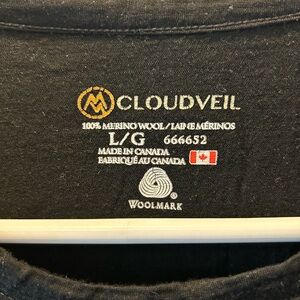 CLOUDVEIL
100% MERINO WOOL / LAINE MÉRINOS
L/G 666652
MADE IN CANADA
FABRIQUÉ AU CANADA
WOOLMARK